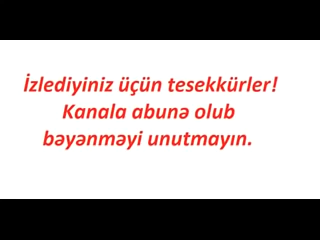 İzlediyiniz üçün tesekkürler!
Kanala abunə olub
bəyənməyi unutmayın.